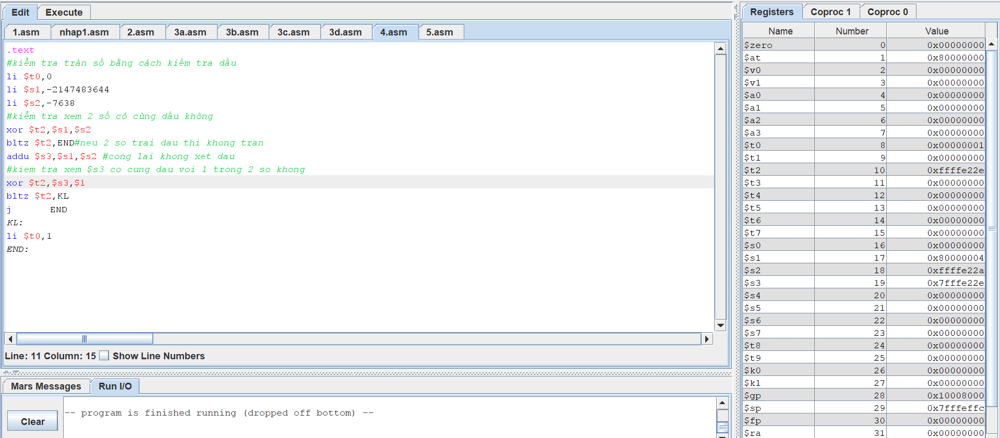 Edit Execute
1.asm nhap1.asm 2.asm 3a.asm 3b.asm 3c.asm 3d.asm 4.asm 5.asm
.text
#kiểm tra tràn số bằng cách kiểm tra dấu
li $t0,0
li $s1,-2147483644
li $s2,-7638
#kiểm tra xem 2 số có cùng dấu không
xor $t2,$s1,$s2
bltz $t2,END#neu 2 so trai dau thi khong tran
addu $s3,$s1,$s2 #cong lai khong xet dau
#kiem tra xem $s3 co cung dau voi 1 trong 2 so khong
xor $t2,$s3,$1
bltz $t2,KL
j END
KL:
li $t0,1
END:
Line: 11 Column: 15 Show Line Numbers
Mars Messages Run I/O
Clear
-- program is finished running (dropped off bottom) --
Registers Coproc 1 Coproc 0
Name Number Value
$zero 0 0x00000000
$at 1 0x80000000
$v0 2 0x00000000
$v1 3 0x00000000
$a0 4 0x00000000
$a1 5 0x00000000
$a2 6 0x00000000
$a3 7 0x00000000
$t0 8 0x00000001
$t1 9 0x00000000
$t2 10 0xffffe22e
$t3 11 0x00000000
$t4 12 0x00000000
$t5 13 0x00000000
$t6 14 0x00000000
$t7 15 0x00000000
$s0 16 0x00000000
$s1 17 0x80000004
$s2 18 0xffffe22a
$s3 19 0x7fffe22e
$s4 20 0x00000000
$s5 21 0x00000000
$s6 22 0x00000000
$s7 23 0x00000000
$t8 24 0x00000000
$t9 25 0x00000000
$k0 26 0x00000000
$k1 27 0x00000000
$gp 28 0x10008000
$sp 29 0x7fffeffc
$fp 30 0x00000000
$ra 31 0x00000000